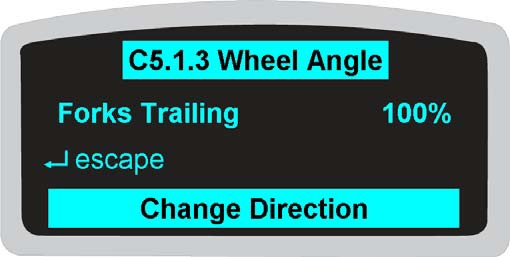 C5.1.3 Wheel Angle
Forks Trailing 100%
escape
Change Direction